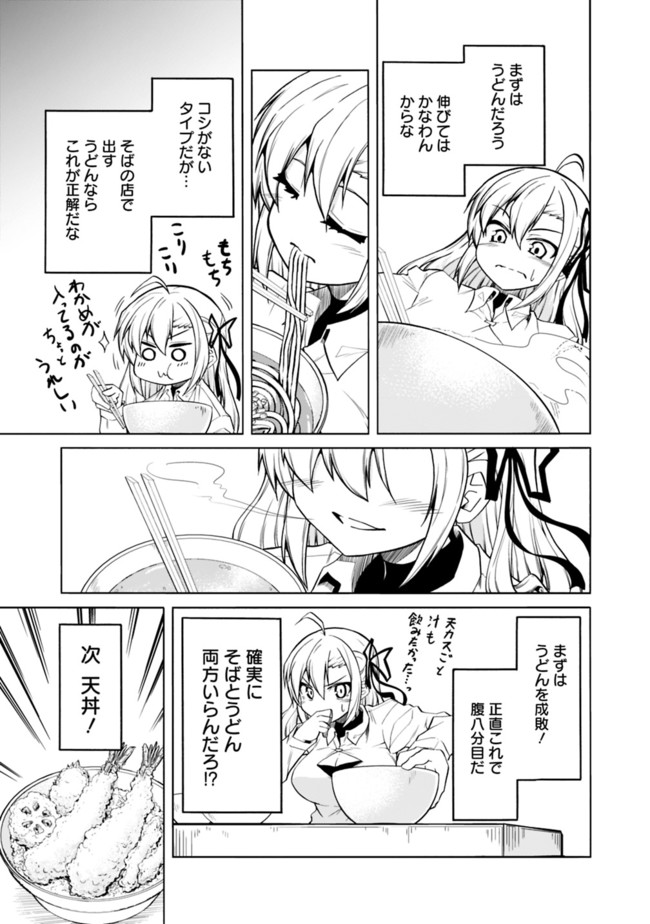 まずは
うどんだろう
伸びては
かなわん
からな
コシがない
タイプだが…
そばの店で
出す
うどんなら
これが正解だな
もち
もち
こり
こり
わかめが
入ってるのが
ちょっと
うれしい
まずは
うどんを成敗!
正直これで
腹八分目だ
天カスごと
汁も
飲みたかった…っ
確実に
そばとうどん
両方いらんだろ!?
次 天丼!